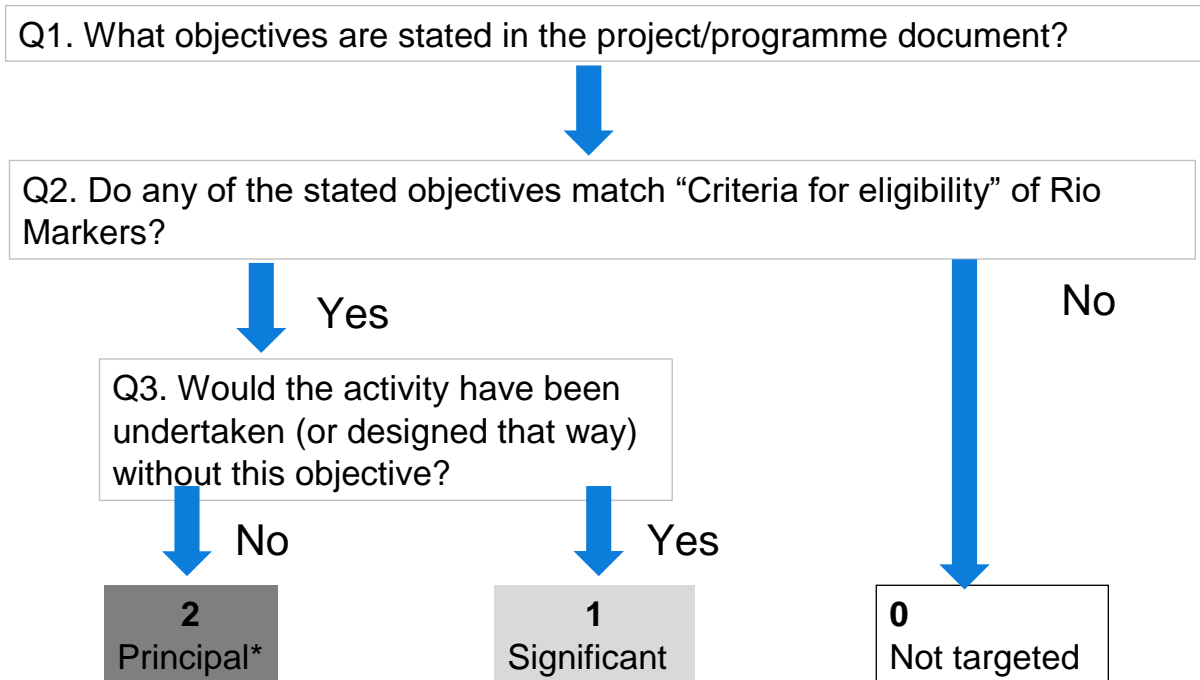 Q1. What objectives are stated in the project/programme document?
Q2. Do any of the stated objectives match “Criteria for eligibility” of Rio
Markers?
Yes
No
Q3. Would the activity have been
undertaken (or designed that way)
without this objective?
No
Yes
2
Principal*
1
Significant
0
Not targeted